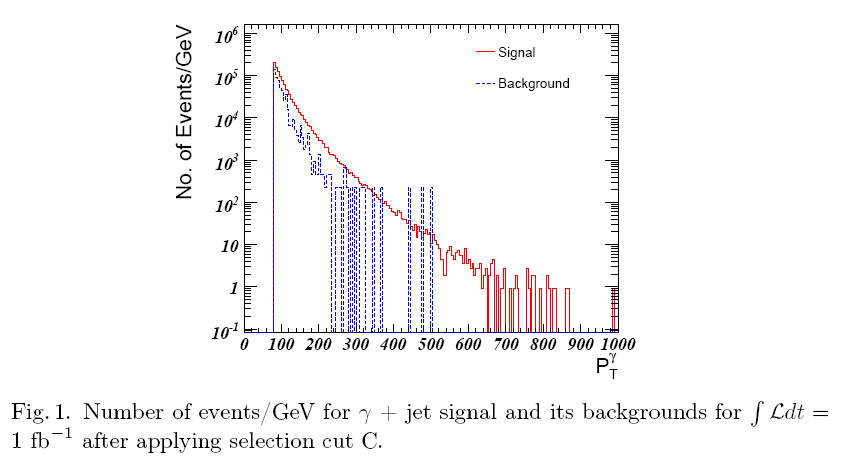 10^6
10^5
10^4
10^3
10^2
10
1
10^-1
No. of Events/GeV
Signal
Background
0 100 200 300 400 500 600 700 800 900 1000
P_T^γ
Fig. 1. Number of events/GeV for γ + jet signal and its backgrounds for ∫ ℒdt =
1 fb^−1 after applying selection cut C.